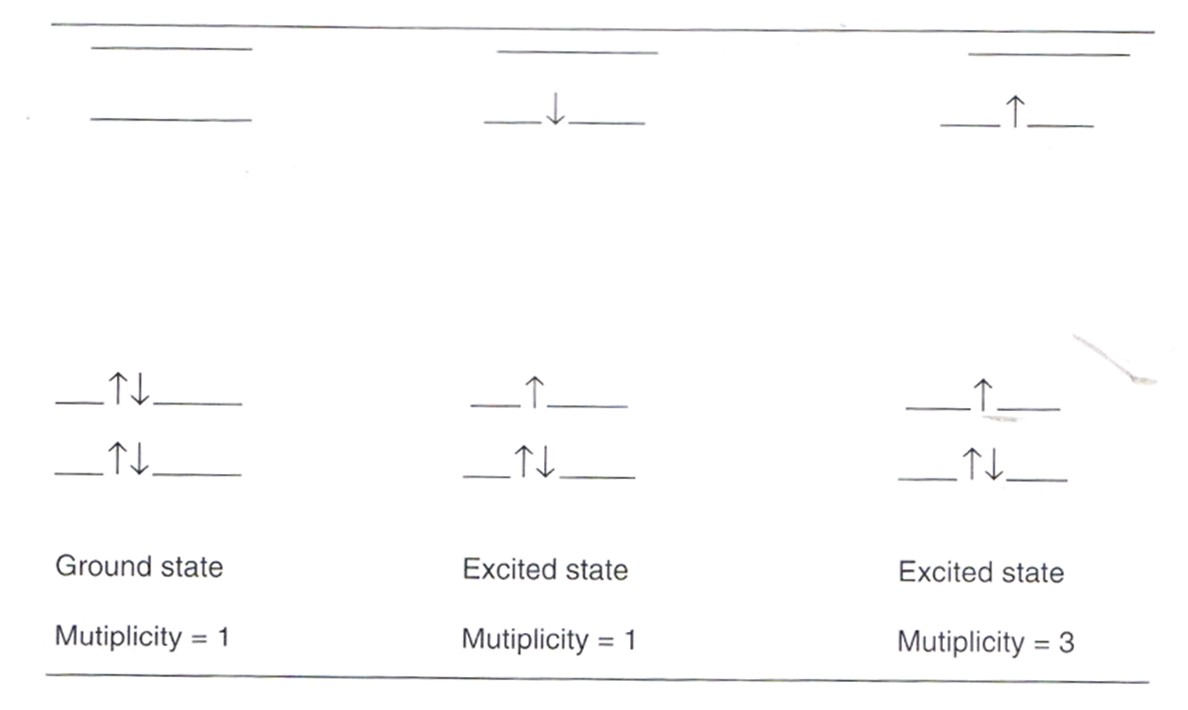 Ground state
Excited state
Excited state
Mutiplicity = 1
Mutiplicity = 1
Mutiplicity = 3